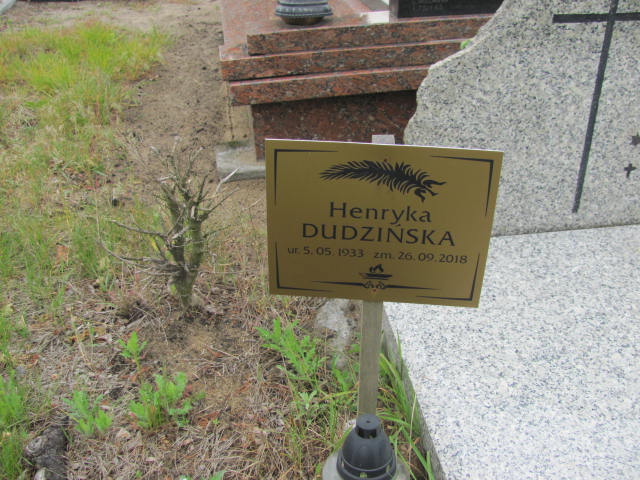 Henryka
DUDZIŃSKA
ur. 5.05.1933 zm. 26.09.2018